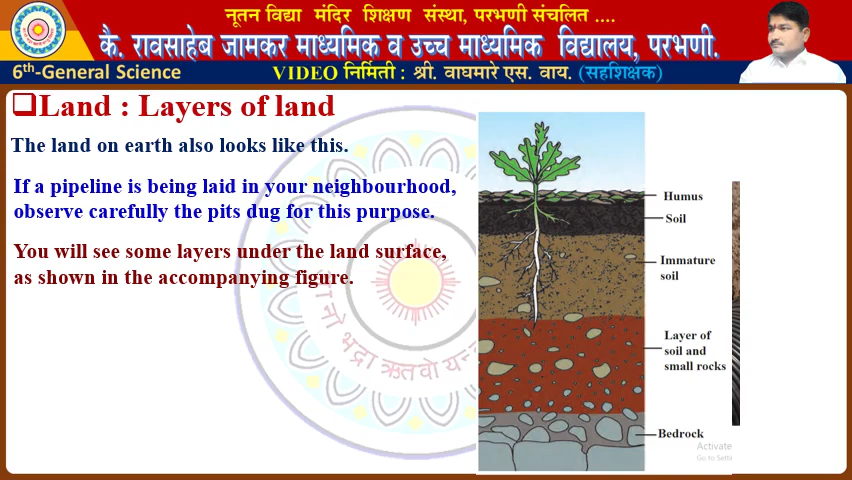 नूतन विद्या मंदिर शिक्षण संस्था, परभणी संचलित ....
कै. रावसाहेब जामकर माध्यमिक व उच्च माध्यमिक विद्यालय, परभणी.
6th-General Science
VIDEO निर्मिती : श्री. वाघमारे एस. वाय. (सहशिक्षक)
❑Land : Layers of land
The land on earth also looks like this.
If a pipeline is being laid in your neighbourhood,
observe carefully the pits dug for this purpose.
You will see some layers under the land surface,
as shown in the accompanying figure.
Humus
Soil
Immature
soil
Layer of
soil and
small rocks
Bedrock
Activate
Go to Setti